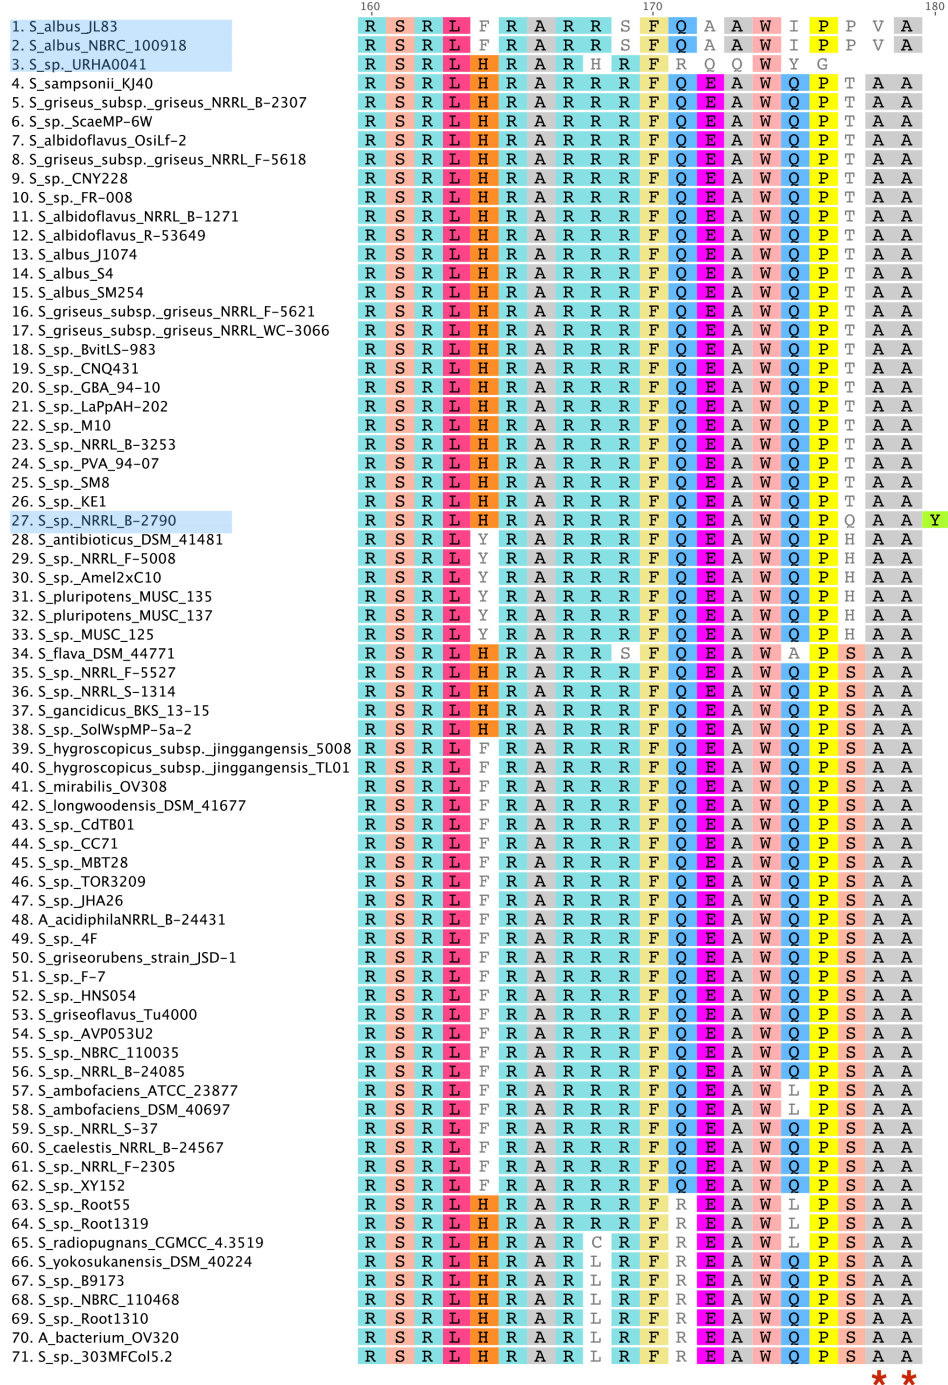 160 170 180
1. S_albus_JL83 R S R L F R A R R S F Q A A W I P P V A
2. S_albus_NBRC_100918 R S R L F R A R R S F Q A A W I P P V A
3. S_sp._URHA0041 R S R L H R A R H R F R Q Q W Y G
4. S_sampsonii_KJ40 R S R L H R A R R R F Q E A W Q P T A A
5. S_griseus_subsp._griseus_NRRL_B-2307 R S R L H R A R R R F Q E A W Q P T A A
6. S_sp._ScaeMP-6W R S R L H R A R R R F Q E A W Q P T A A
7. S_albidoflavus_OsiLf-2 R S R L H R A R R R F Q E A W Q P T A A
8. S_griseus_subsp._griseus_NRRL_F-5618 R S R L H R A R R R F Q E A W Q P T A A
9. S_sp._CNY228 R S R L H R A R R R F Q E A W Q P T A A
10. S_sp._FR-008 R S R L H R A R R R F Q E A W Q P T A A
11. S_albidoflavus_NRRL_B-1271 R S R L H R A R R R F Q E A W Q P T A A
12. S_albidoflavus_R-53649 R S R L H R A R R R F Q E A W Q P T A A
13. S_albus_J1074 R S R L H R A R R R F Q E A W Q P T A A
14. S_albus_S4 R S R L H R A R R R F Q E A W Q P T A A
15. S_albus_SM254 R S R L H R A R R R F Q E A W Q P T A A
16. S_griseus_subsp._griseus_NRRL_F-5621 R S R L H R A R R R F Q E A W Q P T A A
17. S_griseus_subsp._griseus_NRRL_WC-3066 R S R L H R A R R R F Q E A W Q P T A A
18. S_sp._BvitLS-983 R S R L H R A R R R F Q E A W Q P T A A
19. S_sp._CNQ431 R S R L H R A R R R F Q E A W Q P T A A
20. S_sp._GBA_94-10 R S R L H R A R R R F Q E A W Q P T A A
21. S_sp._LaPpAH-202 R S R L H R A R R R F Q E A W Q P T A A
22. S_sp._M10 R S R L H R A R R R F Q E A W Q P T A A
23. S_sp._NRRL_B-3253 R S R L H R A R R R F Q E A W Q P T A A
24. S_sp._PVA_94-07 R S R L H R A R R R F Q E A W Q P T A A
25. S_sp._SM8 R S R L H R A R R R F Q E A W Q P T A A
26. S_sp._KE1 R S R L H R A R R R F Q E A W Q P T A A
27. S_sp._NRRL_B-2790 R S R L H R A R R R F Q E A W Q P Q A A Y
28. S_antibioticus_DSM_41481 R S R L Y R A R R R F Q E A W Q P H A A
29. S_sp._NRRL_F-5008 R S R L Y R A R R R F Q E A W Q P H A A
30. S_sp._Amel2xC10 R S R L Y R A R R R F Q E A W Q P H A A
31. S_pluripotens_MUSC_135 R S R L Y R A R R R F Q E A W Q P H A A
32. S_pluripotens_MUSC_137 R S R L Y R A R R R F Q E A W Q P H A A
33. S_sp._MUSC_125 R S R L Y R A R R R F Q E A W Q P H A A
34. S_flava_DSM_44771 R S R L H R A R R S F Q E A W A P S A A
35. S_sp._NRRL_F-5527 R S R L H R A R R R F Q E A W Q P S A A
36. S_sp._NRRL_S-1314 R S R L H R A R R R F Q E A W Q P S A A
37. S_gancidicus_BKS_13-15 R S R L H R A R R R F Q E A W Q P S A A
38. S_sp._SolWspMP-5a-2 R S R L H R A R R R F Q E A W Q P S A A
39. S_hygroscopicus_subsp._jinggangensis_5008 R S R L F R A R R R F Q E A W Q P S A A
40. S_hygroscopicus_subsp._jinggangensis_TL01 R S R L F R A R R R F Q E A W Q P S A A
41. S_mirabilis_OV308 R S R L F R A R R R F Q E A W Q P S A A
42. S_longwoodensis_DSM_41677 R S R L F R A R R R F Q E A W Q P S A A
43. S_sp._CdTB01 R S R L F R A R R R F Q E A W Q P S A A
44. S_sp._CC71 R S R L F R A R R R F Q E A W Q P S A A
45. S_sp._MBT28 R S R L F R A R R R F Q E A W Q P S A A
46. S_sp._TOR3209 R S R L F R A R R R F Q E A W Q P S A A
47. S_sp._JHA26 R S R L F R A R R R F Q E A W Q P S A A
48. A_acidiphilaNRRL_B-24431 R S R L F R A R R R F Q E A W Q P S A A
49. S_sp._4F R S R L F R A R R R F Q E A W Q P S A A
50. S_griseorubens_strain_JSD-1 R S R L F R A R R R F Q E A W Q P S A A
51. S_sp._F-7 R S R L F R A R R R F Q E A W Q P S A A
52. S_sp._HNS054 R S R L F R A R R R F Q E A W Q P S A A
53. S_griseoflavus_Tu4000 R S R L F R A R R R F Q E A W Q P S A A
54. S_sp._AVP053U2 R S R L F R A R R R F Q E A W Q P S A A
55. S_sp._NBRC_110035 R S R L F R A R R R F Q E A W Q P S A A
56. S_sp._NRRL_B-24085 R S R L F R A R R R F Q E A W Q P S A A
57. S_ambofaciens_ATCC_23877 R S R L F R A R R R F Q E A W L P S A A
58. S_ambofaciens_DSM_40697 R S R L F R A R R R F Q E A W L P S A A
59. S_sp._NRRL_S-37 R S R L F R A R R R F Q E A W Q P S A A
60. S_caelestis_NRRL_B-24567 R S R L F R A R R R F Q E A W Q P S A A
61. S_sp._NRRL_F-2305 R S R L F R A R R R F Q E A W Q P S A A
62. S_sp._XY152 R S R L F R A R R R F Q E A W Q P S A A
63. S_sp._Root55 R S R L H R A R R R F R E A W L P S A A
64. S_sp._Root1319 R S R L H R A R R R F R E A W L P S A A
65. S_radiopugnans_CGMCC_4.3519 R S R L H R A R C R F R E A W L P S A A
66. S_yokosukanensis_DSM_40224 R S R L H R A R L R F R E A W Q P S A A
67. S_sp._B9173 R S R L H R A R L R F R E A W Q P S A A
68. S_sp._NBRC_110468 R S R L H R A R L R F R E A W Q P S A A
69. S_sp._Root1310 R S R L H R A R L R F R E A W Q P S A A
70. A_bacterium_OV320 R S R L H R A R L R F R E A W Q P S A A
71. S_sp._303MFCol5.2 R S R L H R A R L R F R E A W Q P S A A
* *